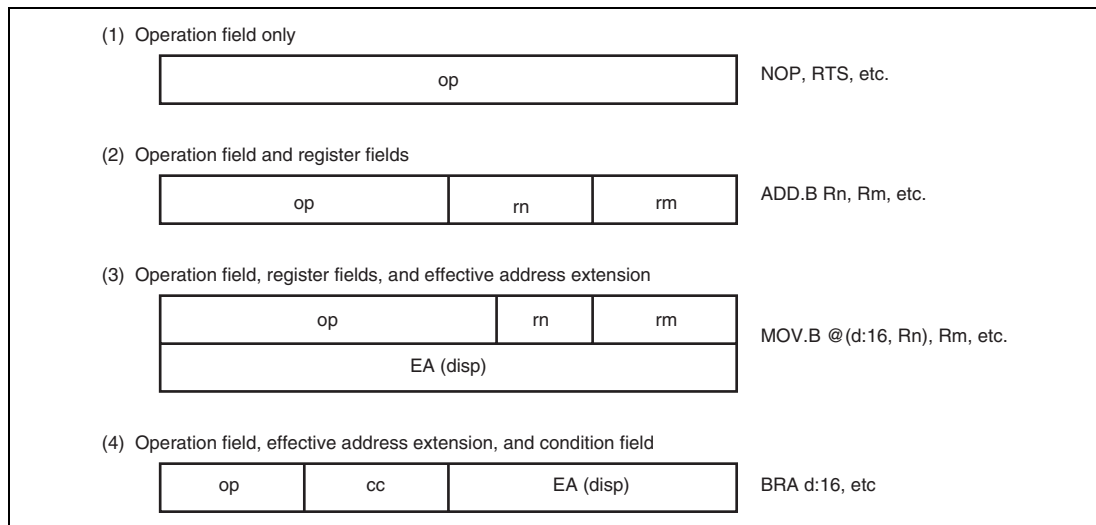 (1) Operation field only
op
NOP, RTS, etc.
(2) Operation field and register fields
op rn rm
ADD.B Rn, Rm, etc.
(3) Operation field, register fields, and effective address extension
op rn rm
EA (disp)
MOV.B @(d:16, Rn), Rm, etc.
(4) Operation field, effective address extension, and condition field
op cc EA (disp)
BRA d:16, etc